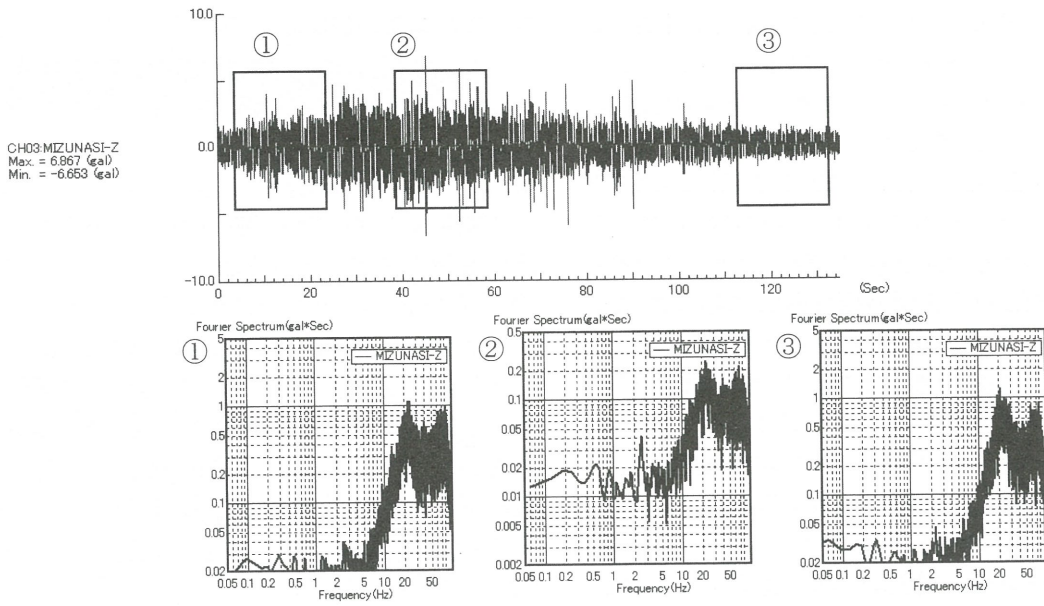 10.0
①
②
③
CH03:MIZUNASI-Z
Max. = 6.867 (gal)
Min. = -6.653 (gal)
0.0
-10.0
0 20 40 60 80 100 120 (Sec)
①
Fourier Spectrum(gal*Sec)
MIZUNASI-Z
5
2
1
0.5
0.2
0.1
0.05
0.02
0.05 0.1 0.2 0.5 1 2 5 10 20 50
Frequency(Hz)
②
Fourier Spectrum(gal*Sec)
MIZUNASI-Z
0.5
0.2
0.1
0.05
0.02
0.01
0.005
0.002
0.05 0.1 0.2 0.5 1 2 5 10 20 50
Frequency(Hz)
③
Fourier Spectrum(gal*Sec)
MIZUNASI-Z
5
2
1
0.5
0.2
0.1
0.05
0.02
0.05 0.1 0.2 0.5 1 2 5 10 20 50
Frequency(Hz)